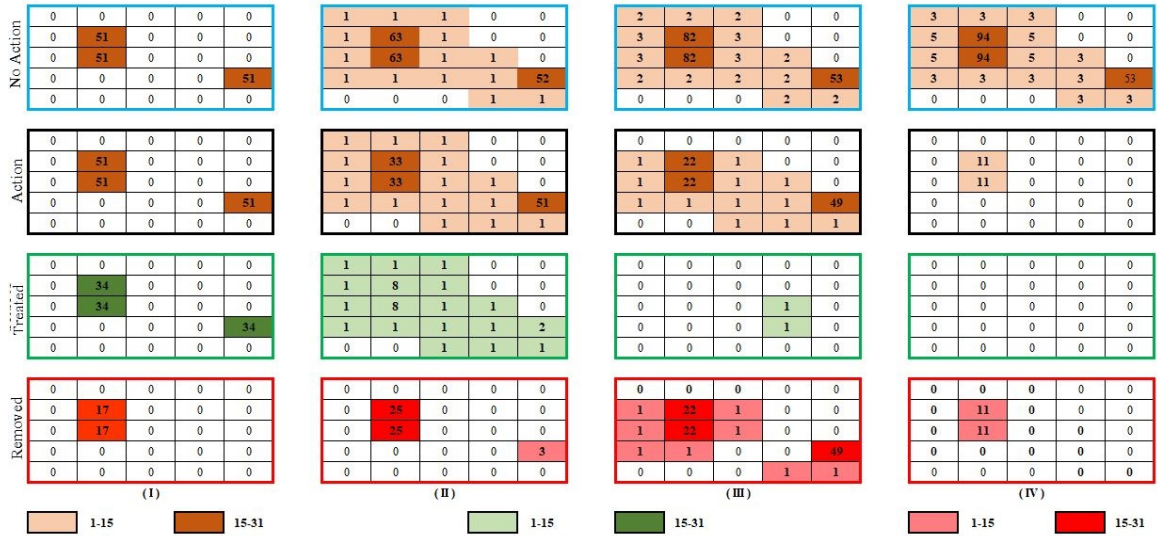 No Action
0 0 0 0 0 1 1 1 0 0 2 2 2 0 0 3 3 3 0 0
0 51 0 0 0 1 63 1 0 0 3 82 3 0 0 5 94 5 0 0
0 51 0 0 0 1 63 1 1 0 3 82 3 2 0 5 94 5 3 0
0 0 0 0 51 1 1 1 1 52 2 2 2 2 53 3 3 3 3 53
0 0 0 0 0 0 0 0 1 1 0 0 0 2 2 0 0 0 3 3
Action
0 0 0 0 0 1 1 1 0 0 0 0 0 0 0 0 0 0 0 0
0 51 0 0 0 1 33 1 0 0 1 22 1 0 0 0 11 0 0 0
0 51 0 0 0 1 33 1 1 0 1 22 1 1 0 0 11 0 0 0
0 0 0 0 51 1 1 1 1 51 1 1 1 1 49 0 0 0 0 0
0 0 0 0 0 0 0 1 1 1 0 0 1 1 1 0 0 0 0 0
Treated
0 0 0 0 0 1 1 1 0 0 0 0 0 0 0 0 0 0 0 0
0 34 0 0 0 1 8 1 0 0 0 0 0 0 0 0 0 0 0 0
0 34 0 0 0 1 8 1 1 0 0 0 0 1 0 0 0 0 0 0
0 0 0 0 34 1 1 1 1 2 0 0 0 1 0 0 0 0 0 0
0 0 0 0 0 0 0 1 1 1 0 0 0 0 0 0 0 0 0 0
Removed
0 0 0 0 0 0 0 0 0 0 0 0 0 0 0 0 0 0 0 0
0 17 0 0 0 0 25 0 0 0 1 22 1 0 0 0 11 0 0 0
0 17 0 0 0 0 25 0 0 0 1 22 1 0 0 0 11 0 0 0
0 0 0 0 0 0 0 0 0 3 1 1 0 0 49 0 0 0 0 0
0 0 0 0 0 0 0 0 0 0 0 0 0 1 1 0 0 0 0 0
( I ) ( II ) ( III ) (IV)
1-15 15-31 1-15 15-31 1-15 15-31